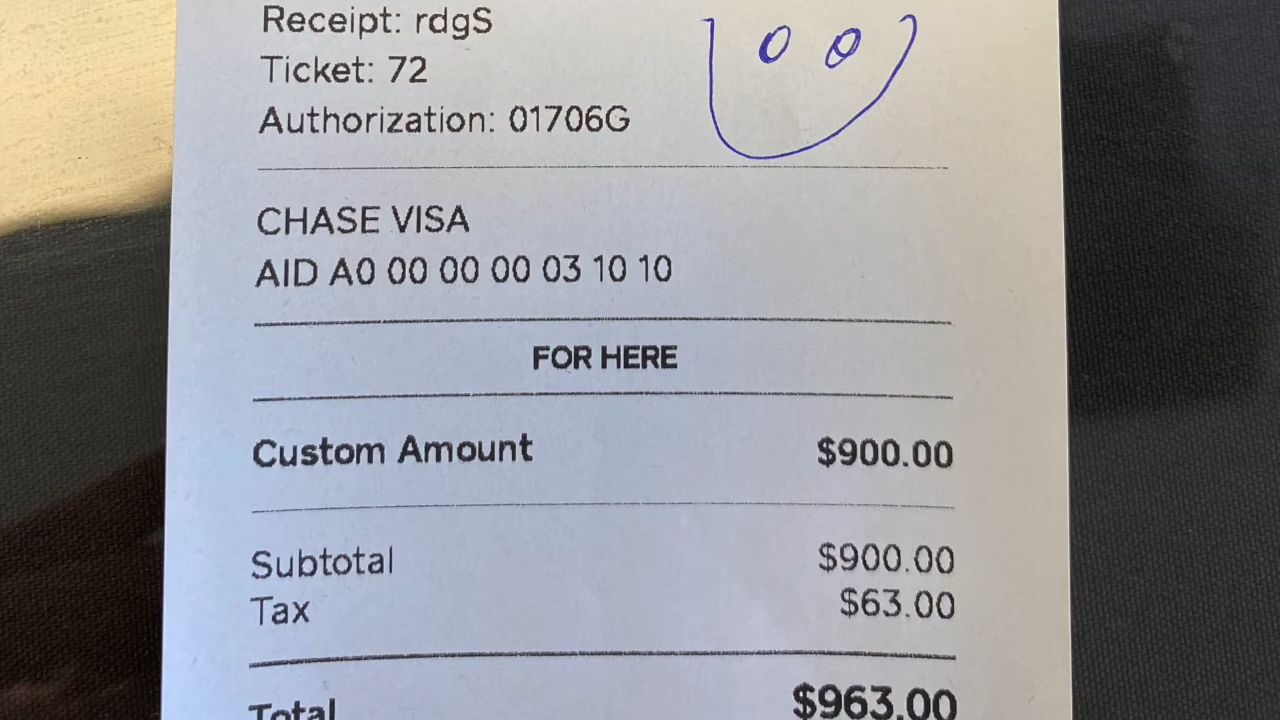 Receipt: rdgS
Ticket: 72
Authorization: 01706G
CHASE VISA
AID A0 00 00 00 03 10 10
FOR HERE
Custom Amount $900.00
Subtotal $900.00
Tax $63.00
Total $963.00